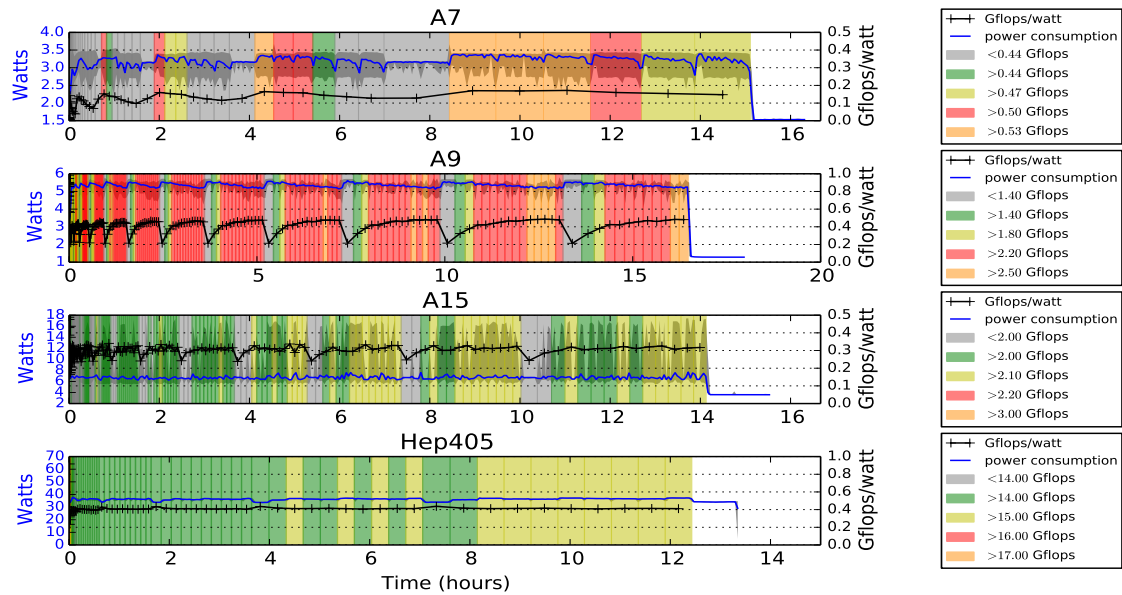 A7
4.0
3.5
3.0
2.5
2.0
1.5
Watts
0 2 4 6 8 10 12 14 16
0.5
0.4
0.3
0.2
0.1
0.0
Gflops/watt
Gflops/watt
power consumption
<0.44 Gflops
>0.44 Gflops
>0.47 Gflops
>0.50 Gflops
>0.53 Gflops
A9
6
5
4
3
2
1
Watts
0 5 10 15 20
1.0
0.8
0.6
0.4
0.2
0.0
Gflops/watt
Gflops/watt
power consumption
<1.40 Gflops
>1.40 Gflops
>1.80 Gflops
>2.20 Gflops
>2.50 Gflops
A15
18
16
14
12
10
8
6
4
2
Watts
0 2 4 6 8 10 12 14 16
0.5
0.4
0.3
0.2
0.1
0.0
Gflops/watt
Gflops/watt
power consumption
<2.00 Gflops
>2.00 Gflops
>2.10 Gflops
>2.20 Gflops
>3.00 Gflops
Hep405
70
60
50
40
30
20
10
0
Watts
0 2 4 6 8 10 12 14
1.0
0.8
0.6
0.4
0.2
0.0
Gflops/watt
Gflops/watt
power consumption
<14.00 Gflops
>14.00 Gflops
>15.00 Gflops
>16.00 Gflops
>17.00 Gflops
Time (hours)